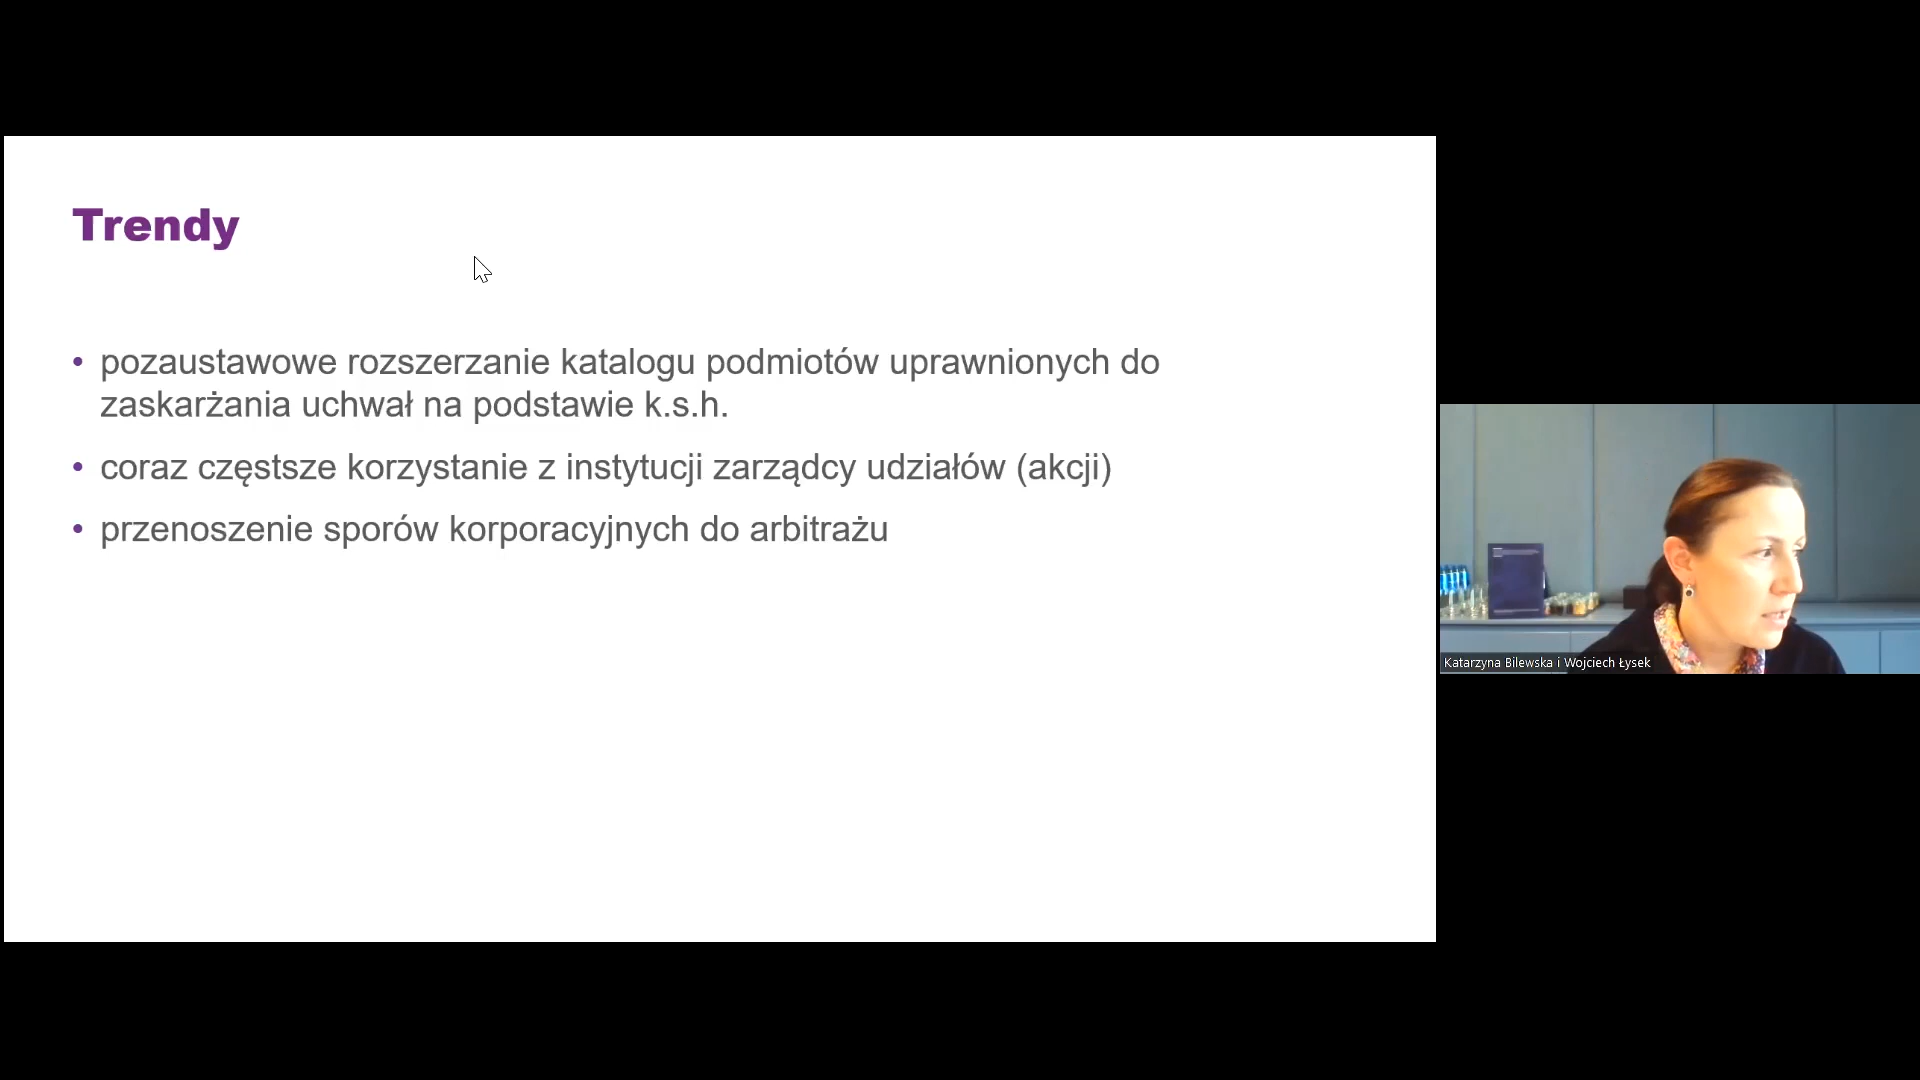 Trendy
• pozaustawowe rozszerzanie katalogu podmiotów uprawnionych do
zaskarżania uchwał na podstawie k.s.h.
• coraz częstsze korzystanie z instytucji zarządcy udziałów (akcji)
• przenoszenie sporów korporacyjnych do arbitrażu
Katarzyna Bilewska i Wojciech Łysek